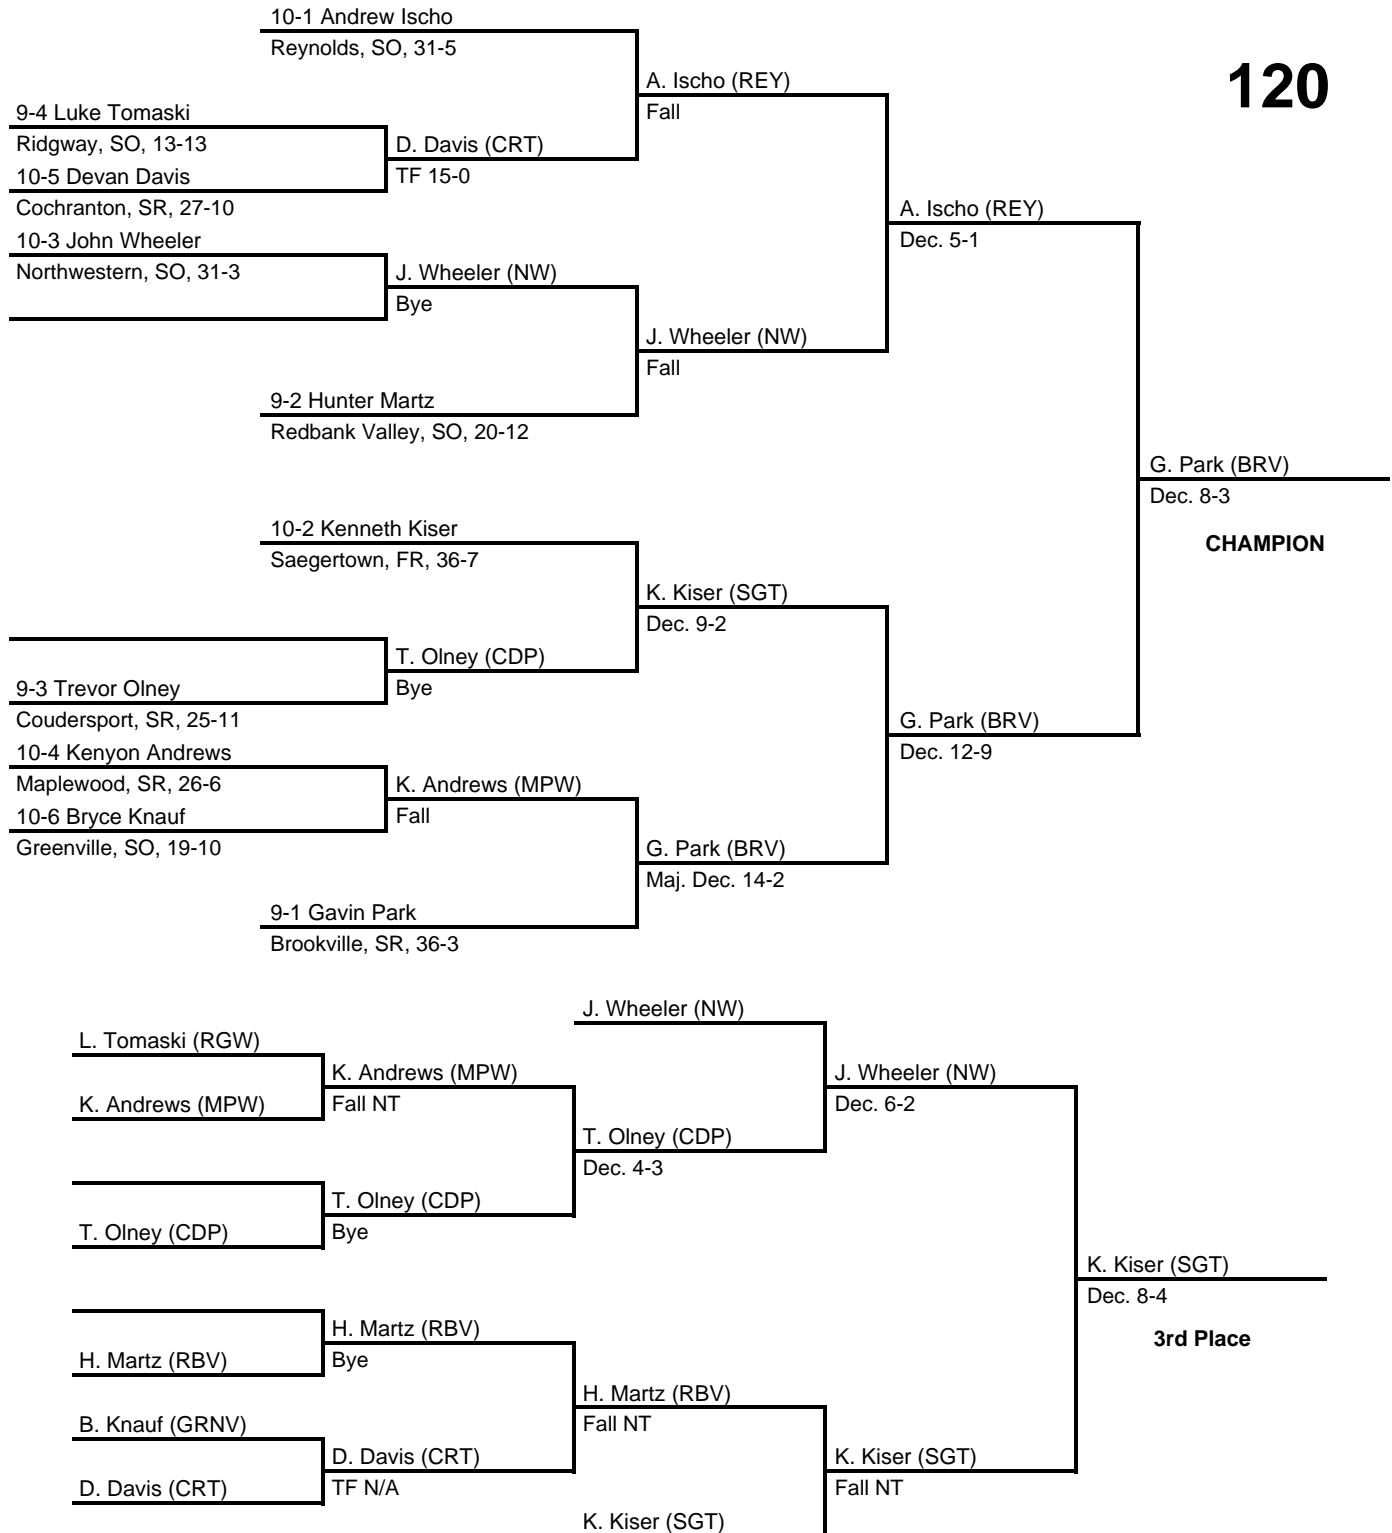 10-1 Andrew Ischo
Reynolds, SO, 31-5
120
A. Ischo (REY)
Fall
9-4 Luke Tomaski
Ridgway, SO, 13-13
D. Davis (CRT)
TF 15-0
10-5 Devan Davis
Cochranton, SR, 27-10
A. Ischo (REY)
Dec. 5-1
10-3 John Wheeler
Northwestern, SO, 31-3
J. Wheeler (NW)
Bye
J. Wheeler (NW)
Fall
9-2 Hunter Martz
Redbank Valley, SO, 20-12
G. Park (BRV)
Dec. 8-3
CHAMPION
10-2 Kenneth Kiser
Saegertown, FR, 36-7
K. Kiser (SGT)
Dec. 9-2
T. Olney (CDP)
Bye
9-3 Trevor Olney
Coudersport, SR, 25-11
G. Park (BRV)
Dec. 12-9
10-4 Kenyon Andrews
Maplewood, SR, 26-6
K. Andrews (MPW)
Fall
10-6 Bryce Knauf
Greenville, SO, 19-10
G. Park (BRV)
Maj. Dec. 14-2
9-1 Gavin Park
Brookville, SR, 36-3
J. Wheeler (NW)
L. Tomaski (RGW)
K. Andrews (MPW)
Fall NT
K. Andrews (MPW)
J. Wheeler (NW)
Dec. 6-2
T. Olney (CDP)
Dec. 4-3
T. Olney (CDP)
Bye
T. Olney (CDP)
K. Kiser (SGT)
Dec. 8-4
3rd Place
H. Martz (RBV)
Bye
H. Martz (RBV)
H. Martz (RBV)
Fall NT
B. Knauf (GRNV)
D. Davis (CRT)
TF N/A
D. Davis (CRT)
K. Kiser (SGT)
Fall NT
K. Kiser (SGT)